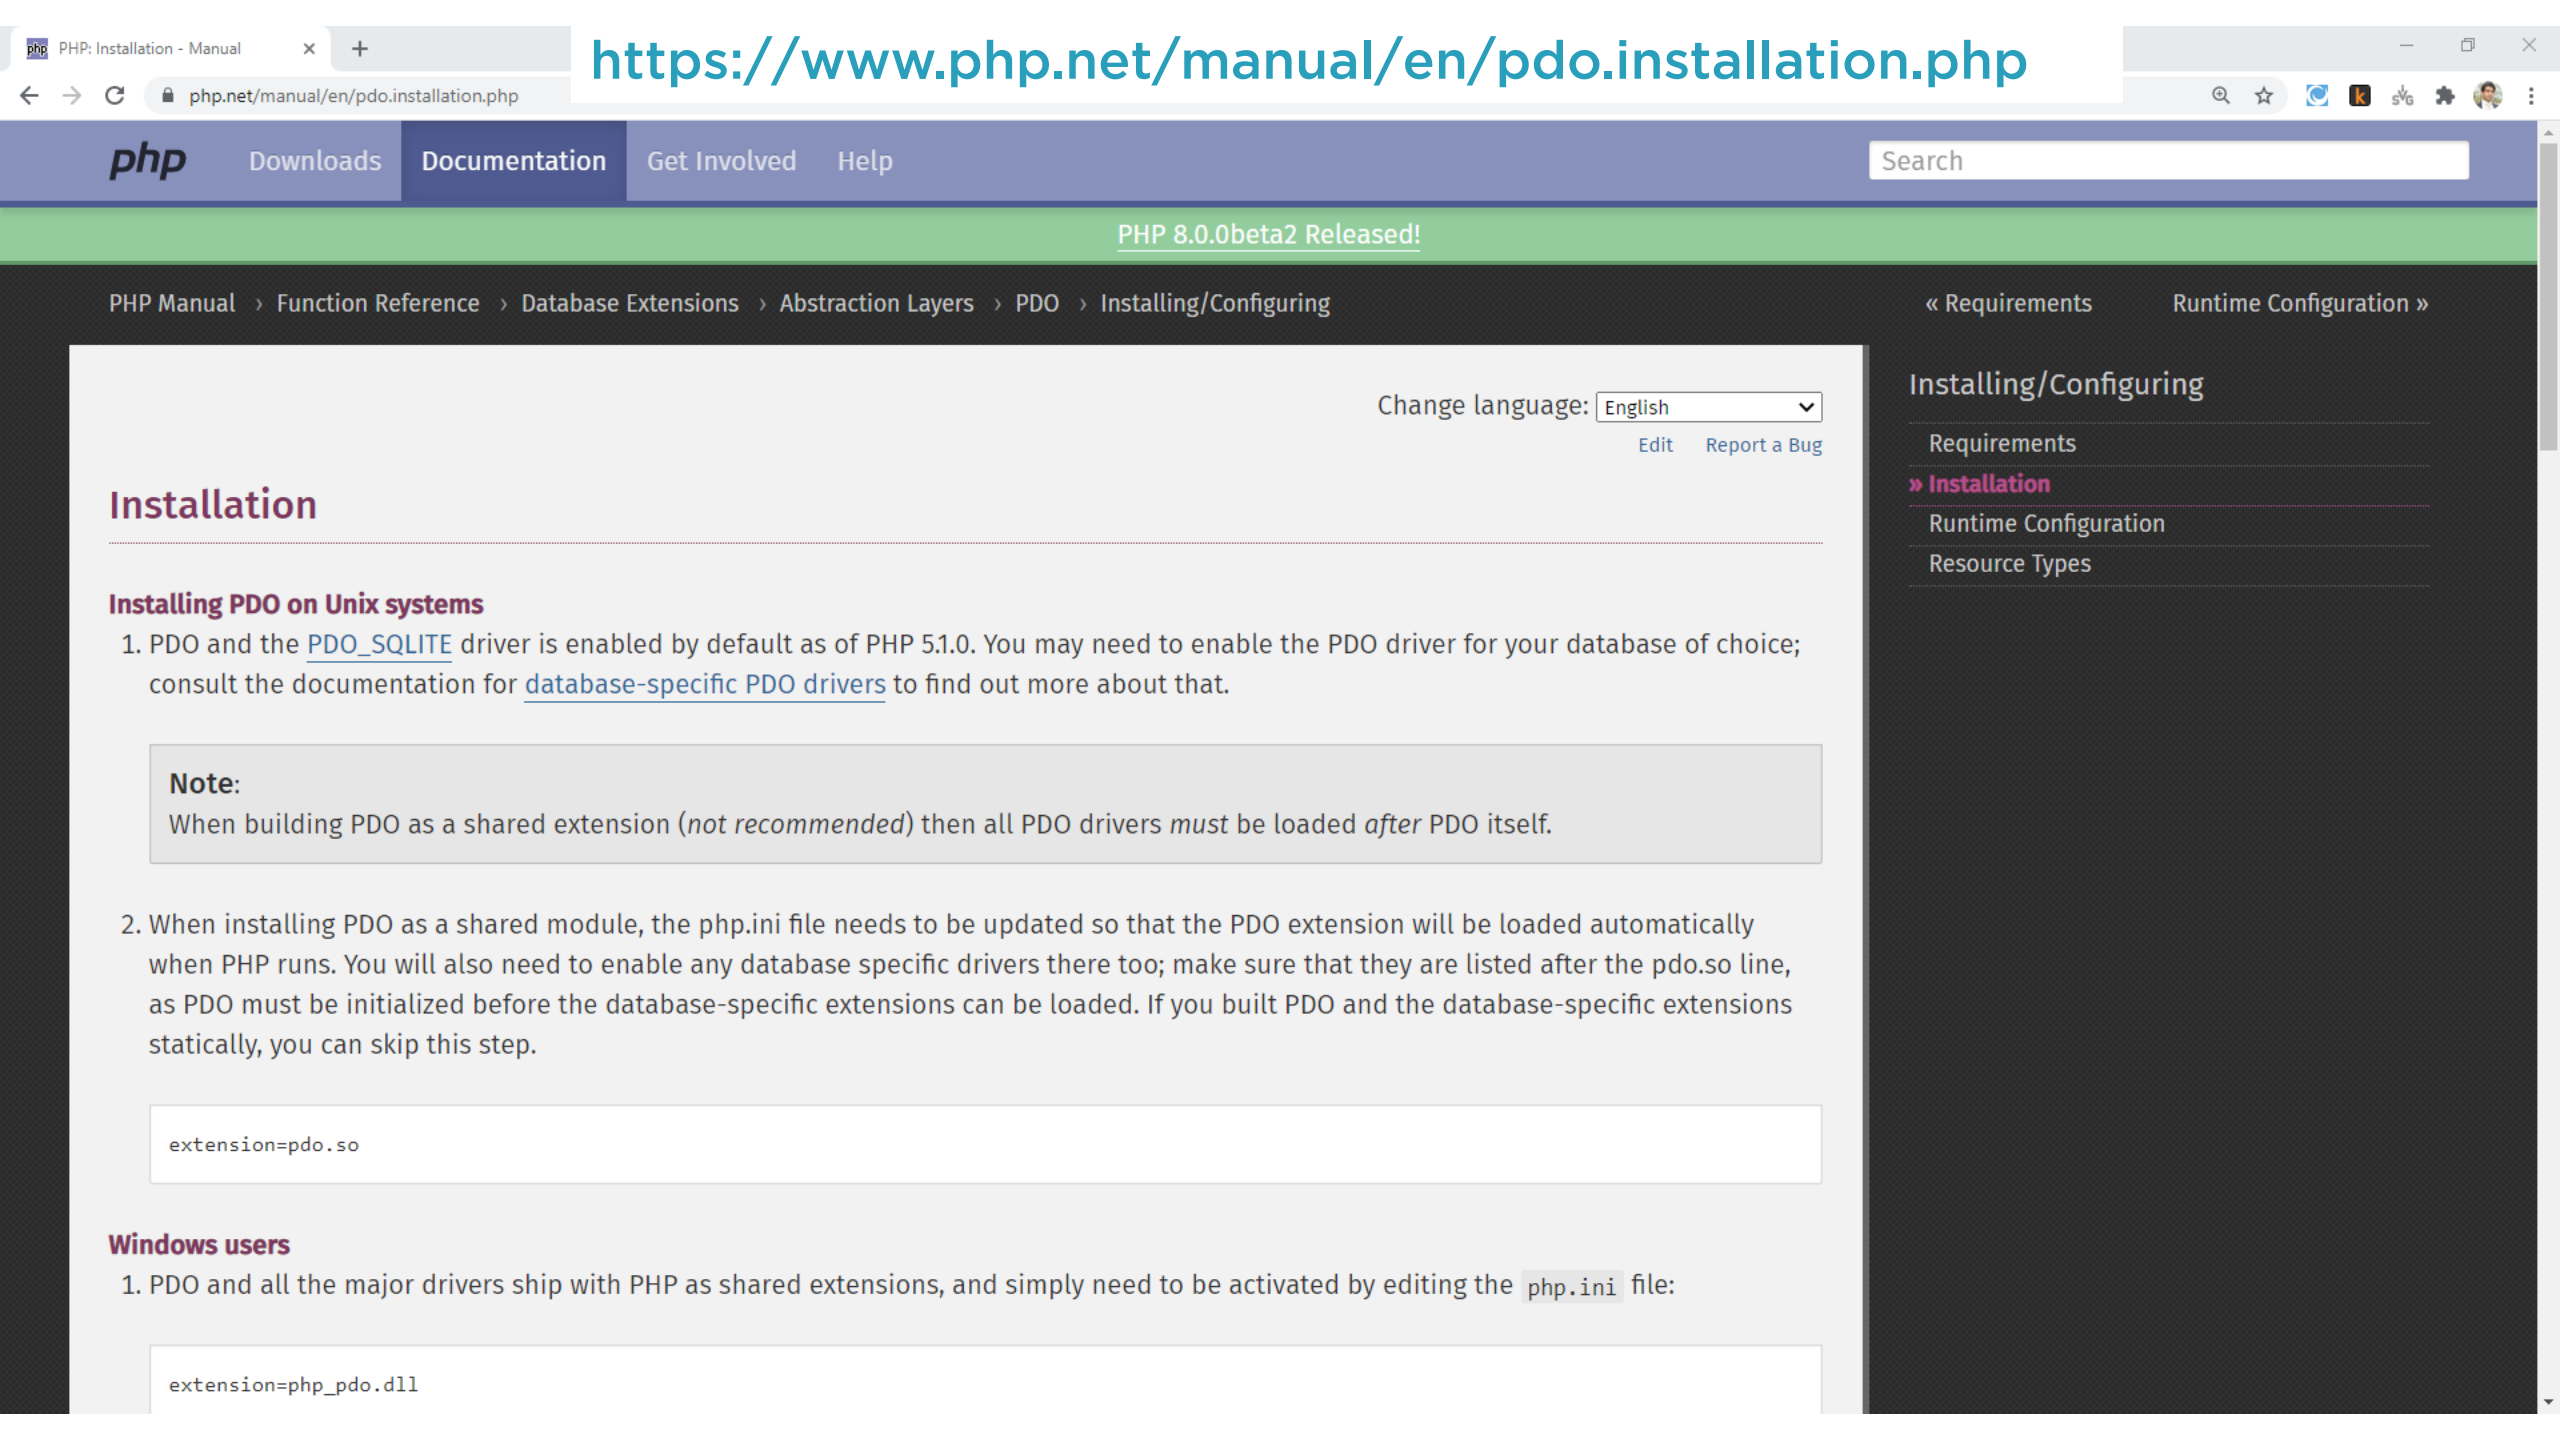 PHP: Installation - Manual
https://www.php.net/manual/en/pdo.installation.php
php.net/manual/en/pdo.installation.php
php Downloads Documentation Get Involved Help Search
PHP 8.0.0beta2 Released!
PHP Manual › Function Reference › Database Extensions › Abstraction Layers › PDO › Installing/Configuring « Requirements Runtime Configuration »
Change language: English
Edit Report a Bug
Installation
Installing PDO on Unix systems
1. PDO and the PDO_SQLITE driver is enabled by default as of PHP 5.1.0. You may need to enable the PDO driver for your database of choice;
consult the documentation for database-specific PDO drivers to find out more about that.
Note:
When building PDO as a shared extension (not recommended) then all PDO drivers must be loaded after PDO itself.
2. When installing PDO as a shared module, the php.ini file needs to be updated so that the PDO extension will be loaded automatically
when PHP runs. You will also need to enable any database specific drivers there too; make sure that they are listed after the pdo.so line,
as PDO must be initialized before the database-specific extensions can be loaded. If you built PDO and the database-specific extensions
statically, you can skip this step.
extension=pdo.so
Windows users
1. PDO and all the major drivers ship with PHP as shared extensions, and simply need to be activated by editing the php.ini file:
extension=php_pdo.dll
Installing/Configuring
Requirements
» Installation
Runtime Configuration
Resource Types